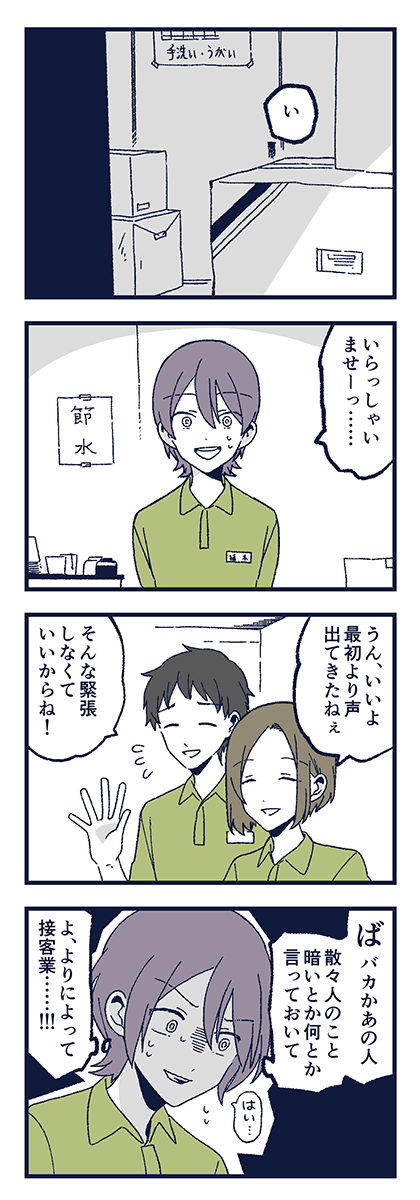 手洗い・うがい
い
いらっしゃい
ませーっ……
節
水
うん、いいよ
最初より声
出てきたねぇ
そんな緊張
しなくて
いいからね!
ば
バカかあの人
散々人のこと
暗いとか何とか
言っておいて
よ、よりによって
接客業……!!!
はい…